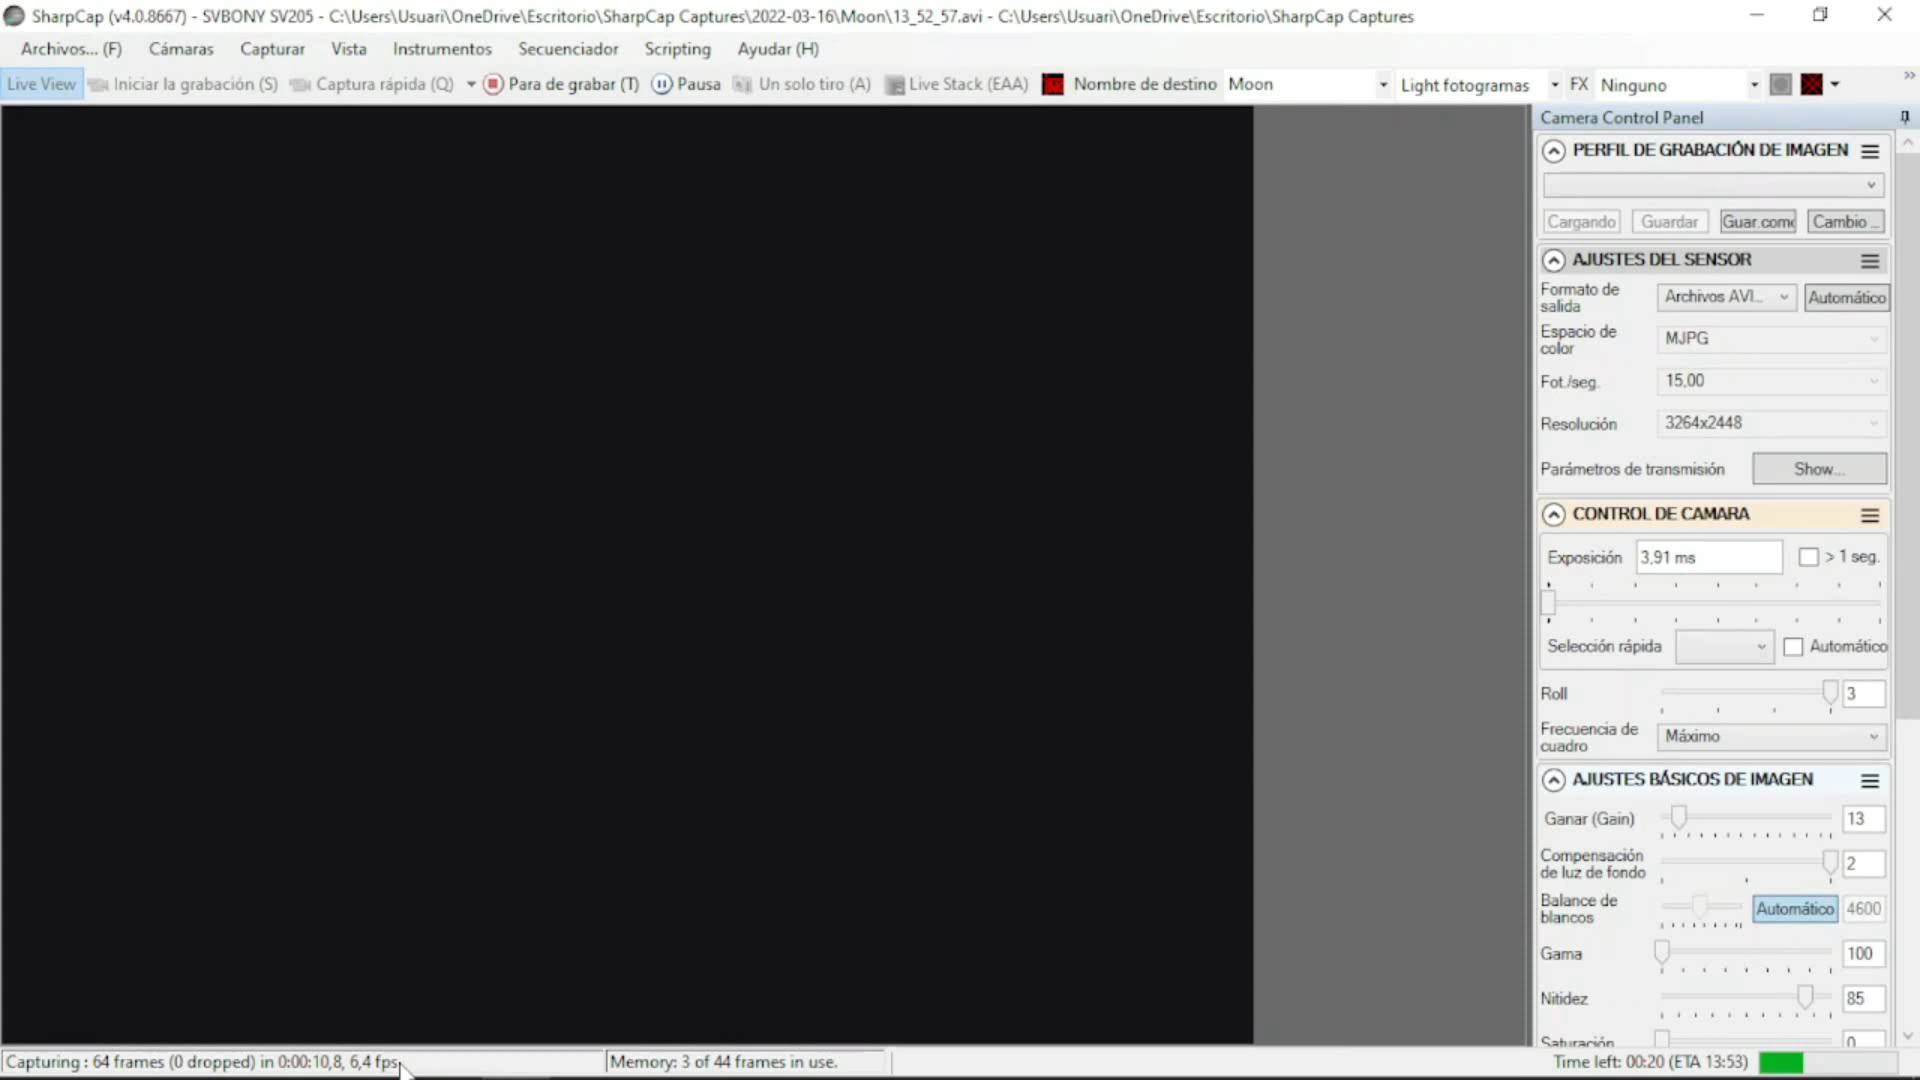 SharpCap (v4.0.8667) - SVBONY SV205 - C:\Users\Usuari\OneDrive\Escritorio\SharpCap Captures\2022-03-16\Moon\13_52_57.avi - C:\Users\Usuari\OneDrive\Escritorio\SharpCap Captures
Archivos... (F) Cámaras Capturar Vista Instrumentos Secuenciador Scripting Ayudar (H)
Live View Iniciar la grabación (S) Captura rápida (Q) Para de grabar (T) Pausa Un solo tiro (A) Live Stack (EAA) Nombre de destino Moon Light fotogramas FX Ninguno
Camera Control Panel
PERFIL DE GRABACIÓN DE IMAGEN
Cargando Guardar Guar.com Cambio ...
AJUSTES DEL SENSOR
Formato de
salida
Archivos AVI... Automático
Espacio de
color
MJPG
Fot./seg. 15,00
Resolución 3264x2448
Parámetros de transmisión Show...
CONTROL DE CAMARA
Exposición 3,91 ms > 1 seg.
Selección rápida Automático
Roll 3
Frecuencia de
cuadro
Máximo
AJUSTES BÁSICOS DE IMAGEN
Ganar (Gain) 13
Compensación
de luz de fondo
2
Balance de
blancos
Automático 4600
Gama 100
Nitidez 85
Saturación 0
Capturing : 64 frames (0 dropped) in 0:00:10,8, 6,4 fps Memory: 3 of 44 frames in use. Time left: 00:20 (ETA 13:53)